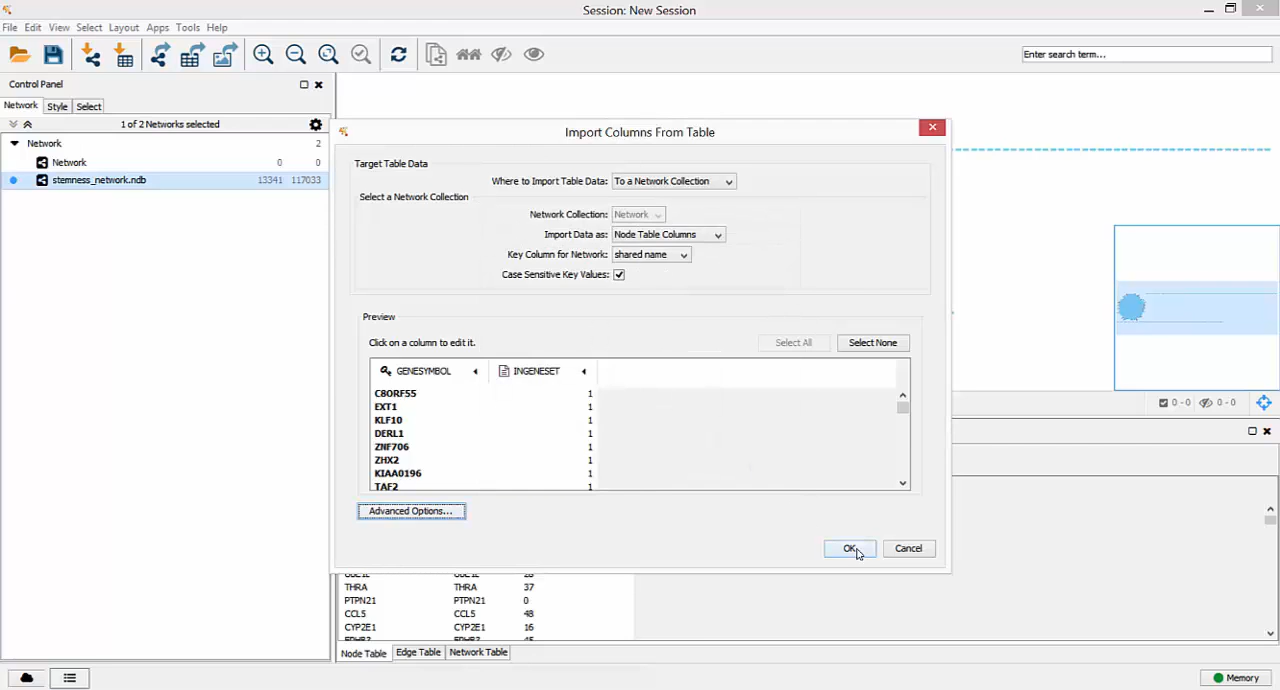 Session: New Session
File Edit View Select Layout Apps Tools Help
Enter search term...
Control Panel
Network Style Select
1 of 2 Networks selected
Network 2
Network 0 0
stemness_network.ndb 13341 117033
Import Columns From Table
Target Table Data
Where to Import Table Data: To a Network Collection
Select a Network Collection
Network Collection: Network
Import Data as: Node Table Columns
Key Column for Network: shared name
Case Sensitive Key Values:
Preview
Click on a column to edit it.
Select All Select None
GENESYMBOL INGENESET
C8ORF55 1
EXT1 1
KLF10 1
DERL1 1
ZNF706 1
ZHX2 1
KIAA0196 1
TAF2 1
Advanced Options...
OK Cancel
0 - 0 0 - 0
THRA THRA 37
PTPN21 PTPN21 0
CCL5 CCL5 48
CYP2E1 CYP2E1 16
Node Table Edge Table Network Table
Memory